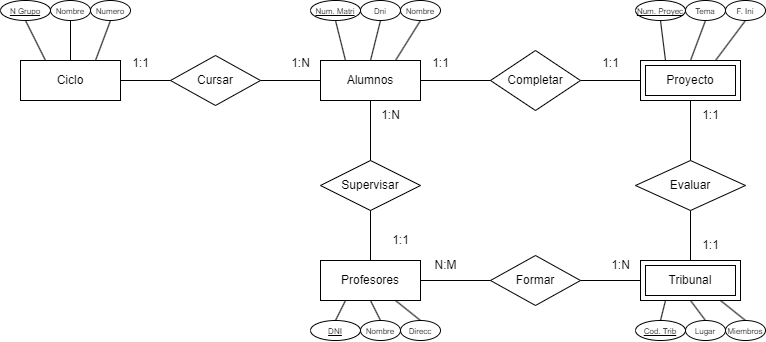 N Grupo Nombre Numero Num. Matri Dni Nombre Num. Proyec Tema F. Ini
1:1 1:N 1:1 1:1
Ciclo Cursar Alumnos Completar Proyecto
1:N 1:1
Supervisar Evaluar
1:1 1:1
N:M 1:N
Profesores Formar Tribunal
DNI Nombre Direcc Cod. Trib Lugar Miembros